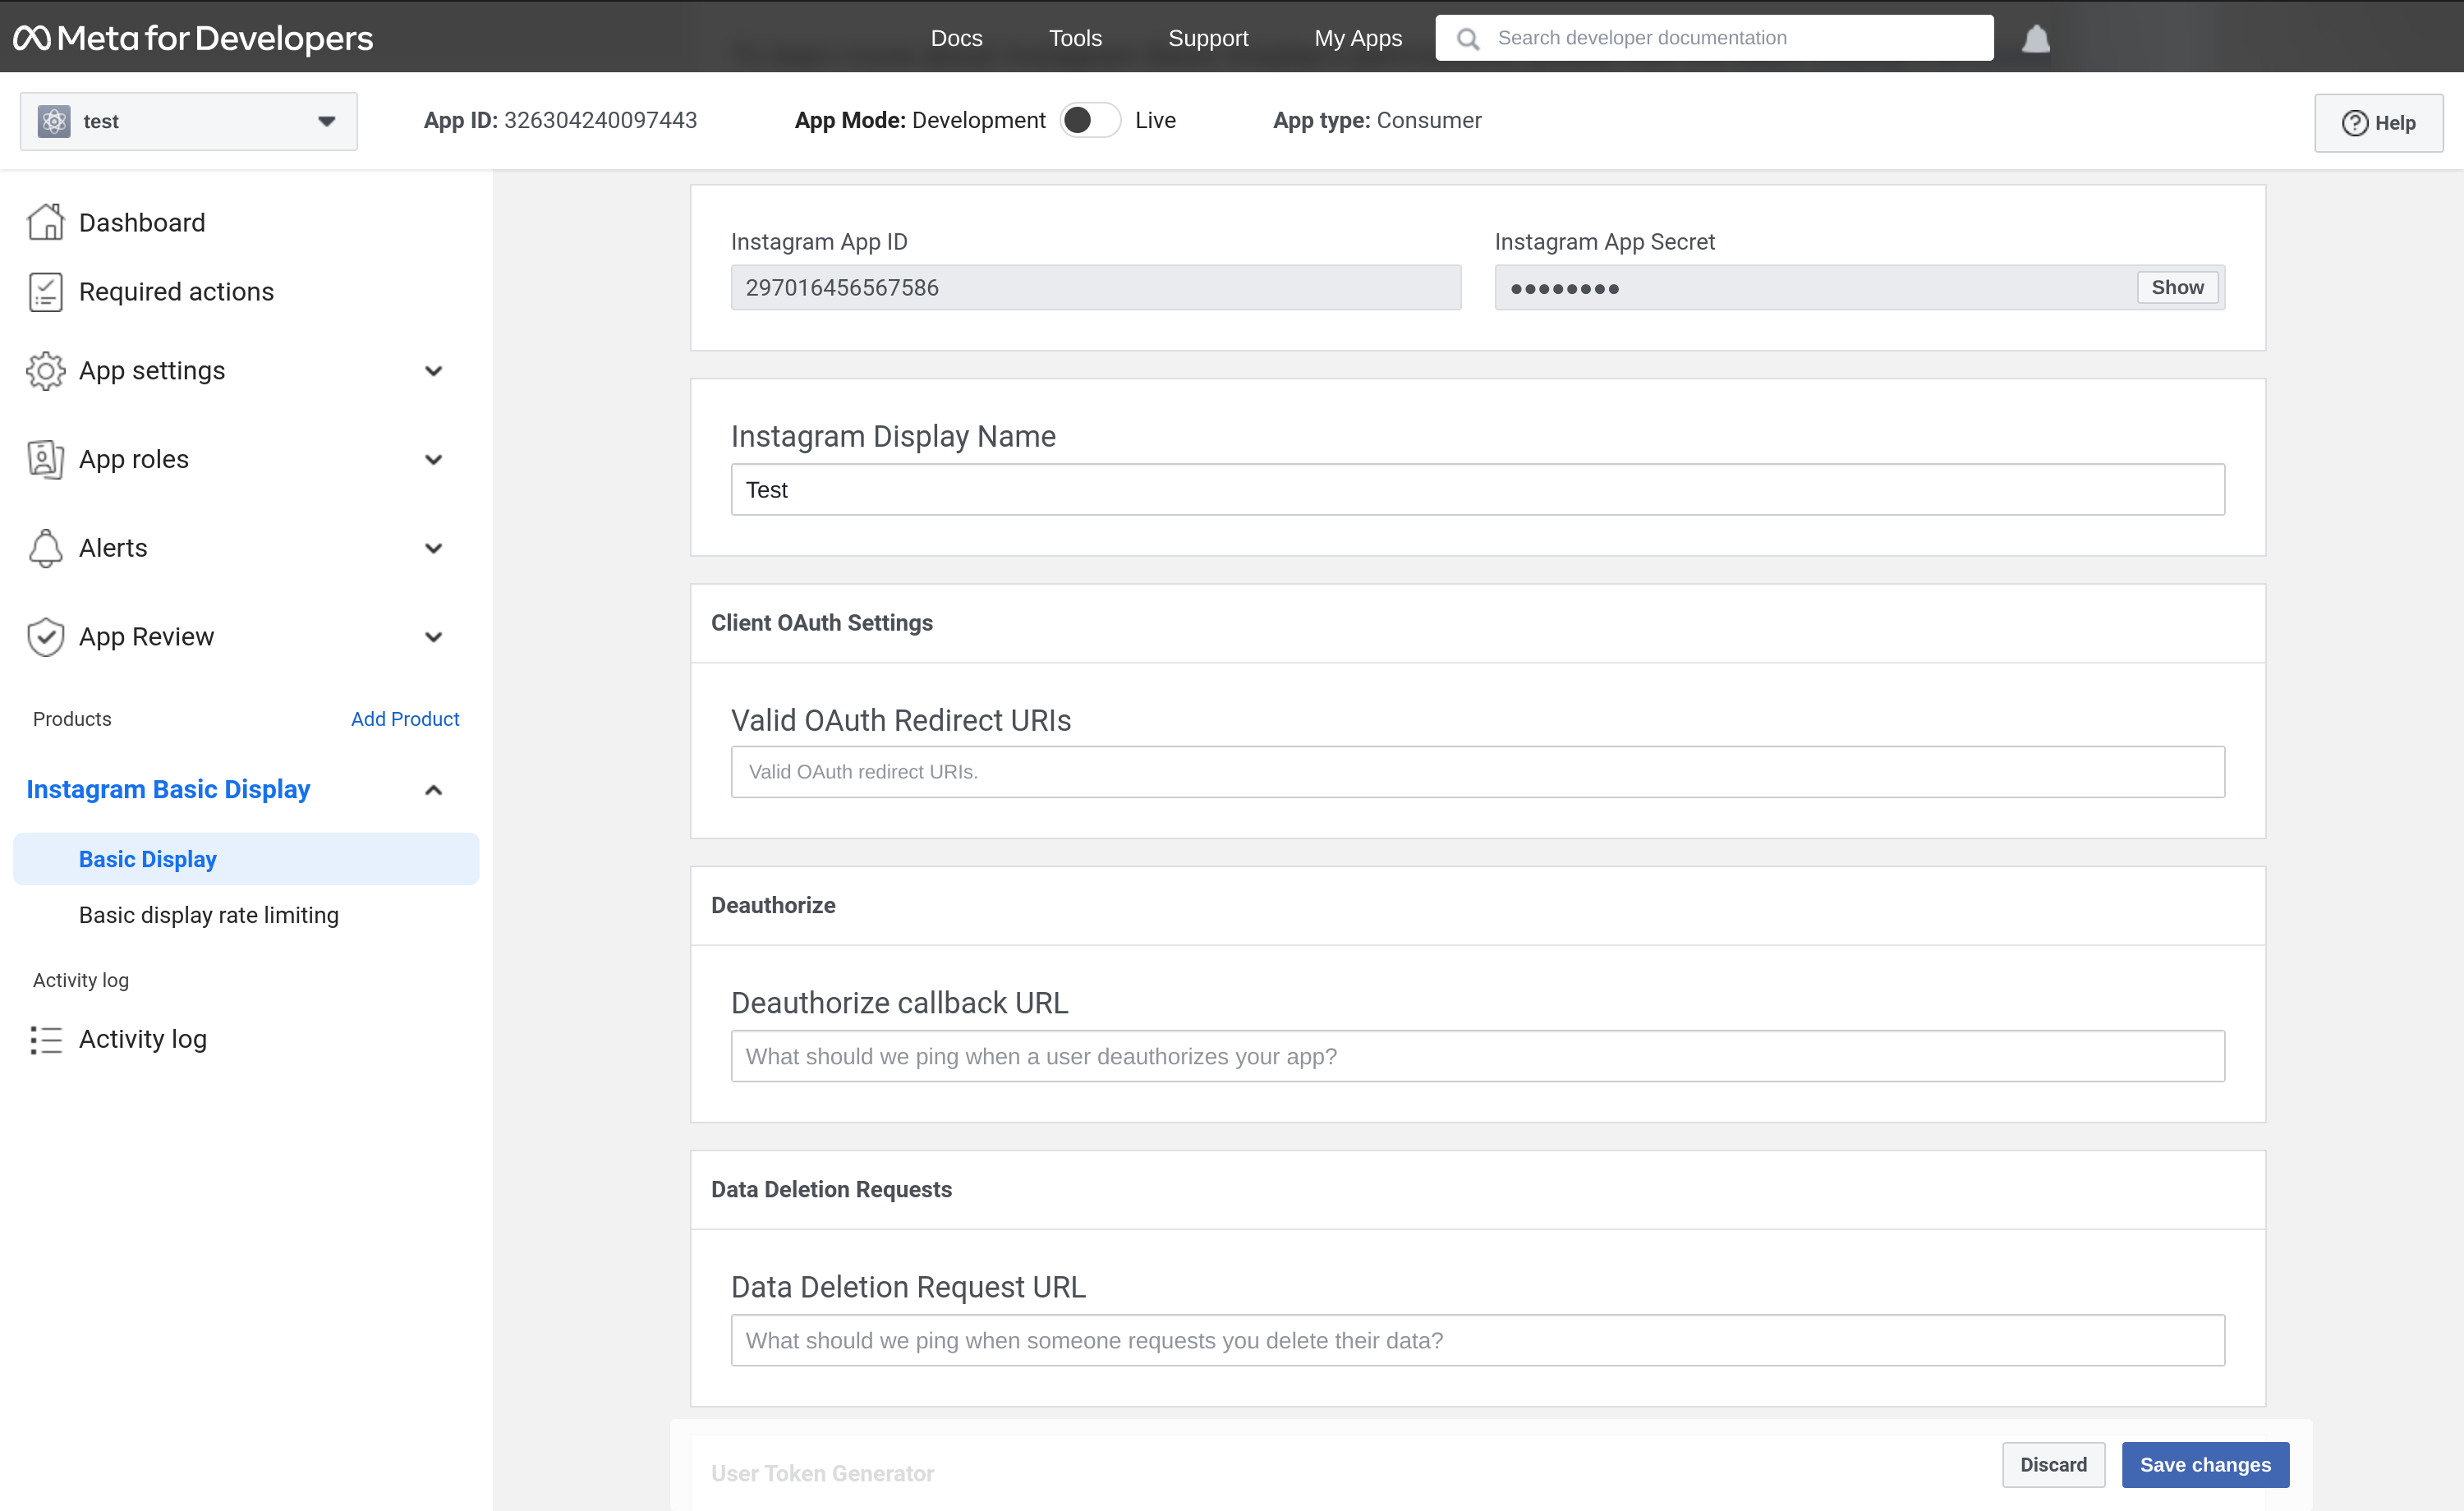 Meta for Developers
Docs
Tools
Support
My Apps
Search developer documentation
test
App ID: 326304240097443
App Mode: Development
Live
App type: Consumer
Help
Dashboard
Required actions
App settings
App roles
Alerts
App Review
Products
Add Product
Instagram Basic Display
Basic Display
Basic display rate limiting
Activity log
Activity log
Instagram App ID
297016456567586
Instagram App Secret
●●●●●●●●
Show
Instagram Display Name
Test
Client OAuth Settings
Valid OAuth Redirect URIs
Valid OAuth redirect URIs.
Deauthorize
Deauthorize callback URL
What should we ping when a user deauthorizes your app?
Data Deletion Requests
Data Deletion Request URL
What should we ping when someone requests you delete their data?
User Token Generator
Discard
Save changes